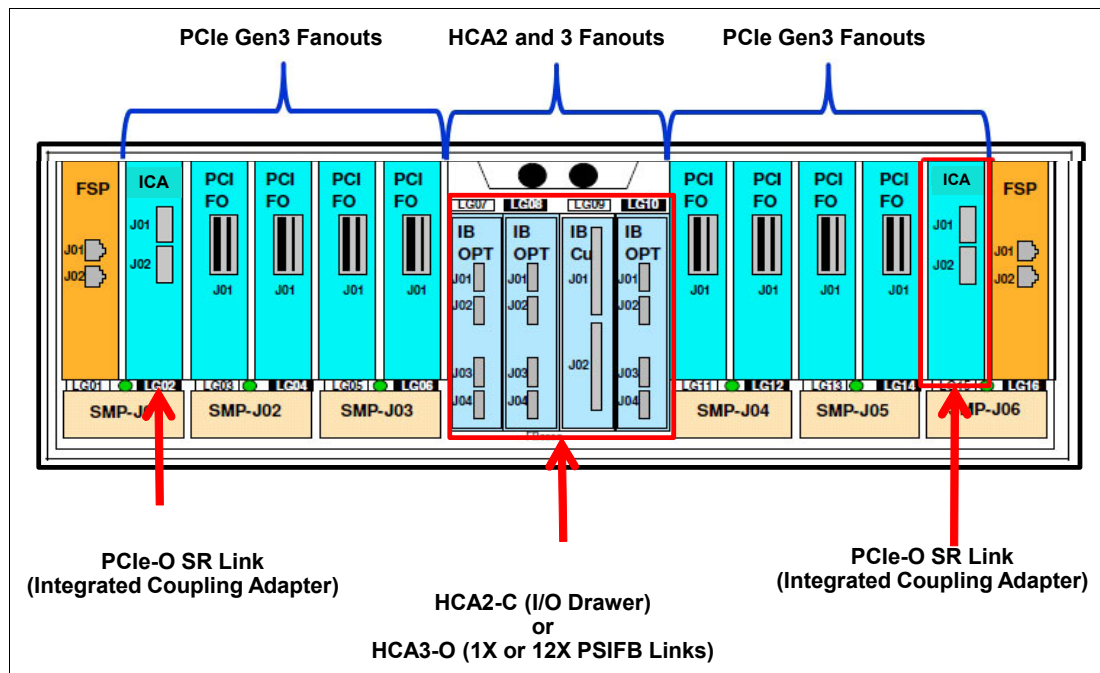 PCIe Gen3 Fanouts
HCA2 and 3 Fanouts
PCIe Gen3 Fanouts
FSP
J01
J02
ICA
J01
J02
PCI
FO
J01
PCI
FO
J01
PCI
FO
J01
PCI
FO
J01
LG07
LG08
LG09
LG10
IB
OPT
J01
J02
J03
J04
IB
OPT
J01
J02
J03
J04
IB
Cu
J01
J02
IB
OPT
J01
J02
J03
J04
PCI
FO
J01
PCI
FO
J01
PCI
FO
J01
PCI
FO
J01
ICA
J01
J02
FSP
J01
J02
LG01
LG02
LG03
LG04
LG05
LG06
LG11
LG12
LG13
LG14
LG15
LG16
SMP-J02
SMP-J03
SMP-J04
SMP-J05
SMP-J06
PCIe-O SR Link
(Integrated Coupling Adapter)
HCA2-C (I/O Drawer)
or
HCA3-O (1X or 12X PSIFB Links)
PCIe-O SR Link
(Integrated Coupling Adapter)